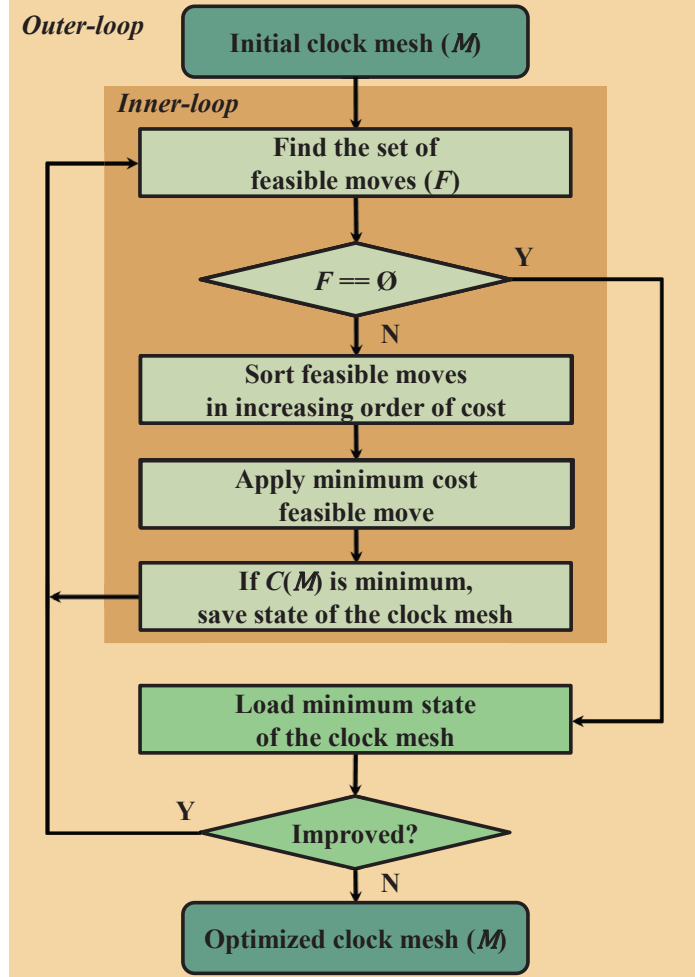 Outer-loop
Initial clock mesh (M)
Inner-loop
Find the set of
feasible moves (F)
F == Ø
Y
N
Sort feasible moves
in increasing order of cost
Apply minimum cost
feasible move
If C(M) is minimum,
save state of the clock mesh
Load minimum state
of the clock mesh
Y
Improved?
N
Optimized clock mesh (M)